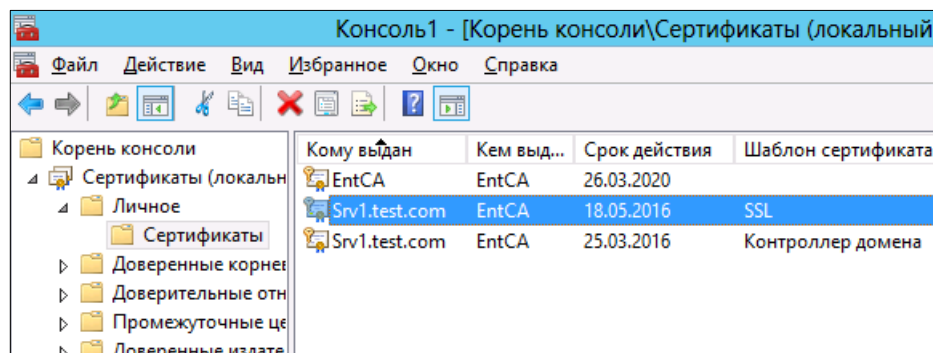 Консоль1 - [Корень консоли\Сертификаты (локальный
Файл Действие Вид Избранное Окно Справка
Корень консоли
Сертификаты (локальн
Личное
Сертификаты
Доверенные корнев
Доверительные отн
Промежуточные це
Доверенные издате
Кому выдан Кем выд... Срок действия Шаблон сертификата
EntCA EntCA 26.03.2020
Srv1.test.com EntCA 18.05.2016 SSL
Srv1.test.com EntCA 25.03.2016 Контроллер домена